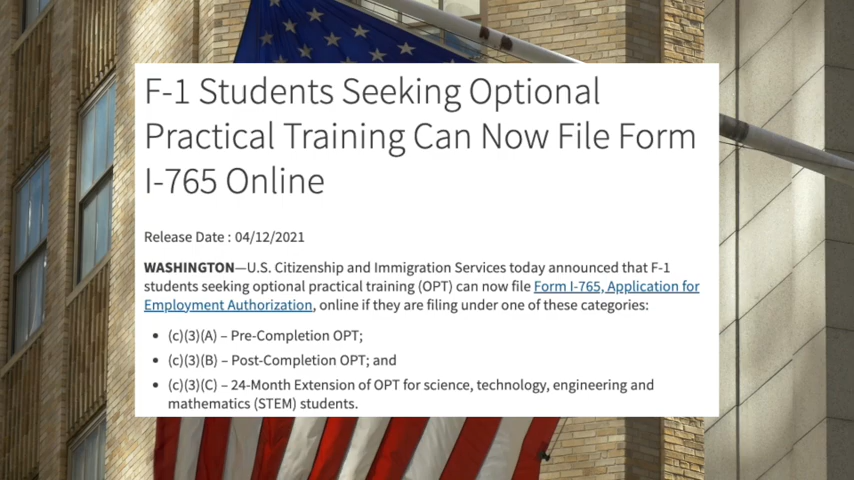 F-1 Students Seeking Optional
Practical Training Can Now File Form
I-765 Online
Release Date : 04/12/2021
WASHINGTON—U.S. Citizenship and Immigration Services today announced that F-1
students seeking optional practical training (OPT) can now file Form I-765, Application for
Employment Authorization, online if they are filing under one of these categories:
• (c)(3)(A) – Pre-Completion OPT;
• (c)(3)(B) – Post-Completion OPT; and
• (c)(3)(C) – 24-Month Extension of OPT for science, technology, engineering and
mathematics (STEM) students.